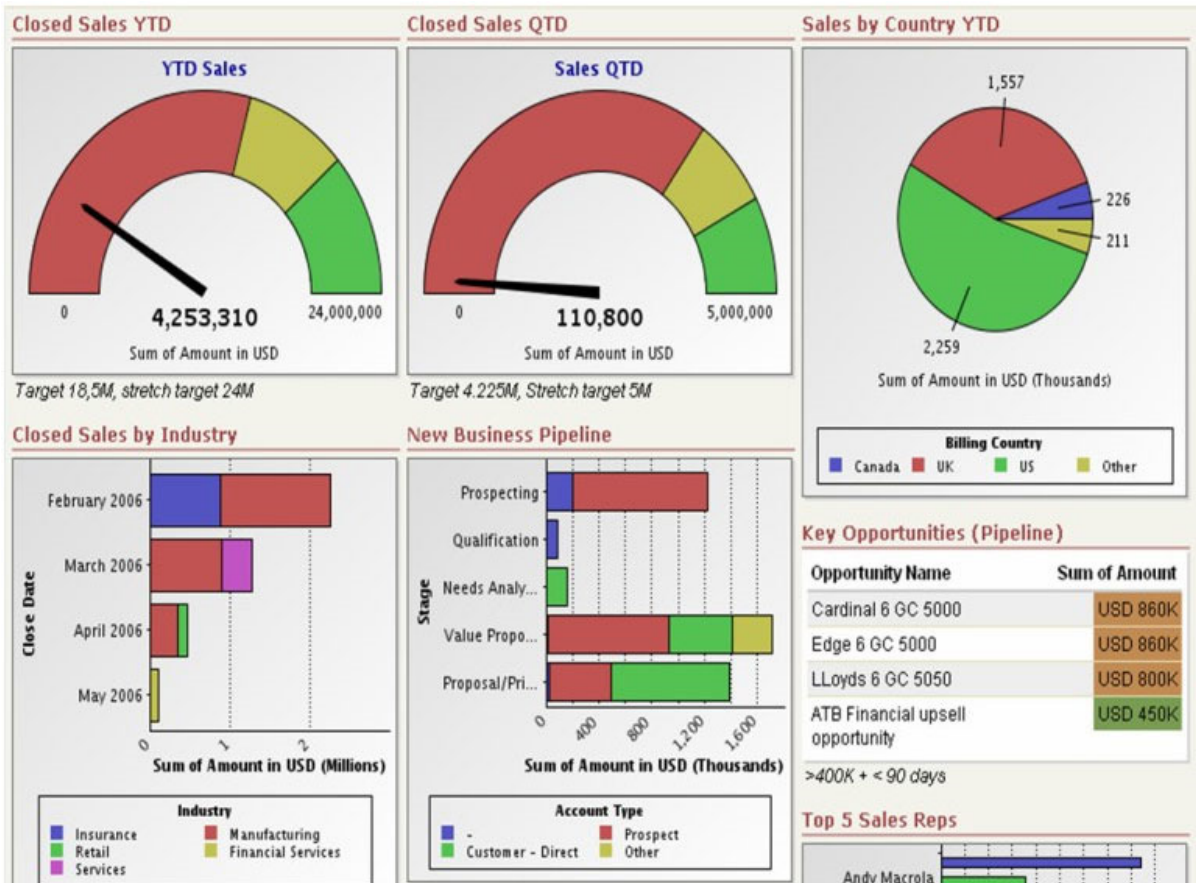 Closed Sales YTD
YTD Sales
0
24,000,000
4,253,310
Sum of Amount in USD
Target 18,5M, stretch target 24M
Closed Sales QTD
Sales QTD
0
5,000,000
110,800
Sum of Amount in USD
Target 4.225M, Stretch target 5M
Sales by Country YTD
1,557
226
211
2,259
Sum of Amount in USD (Thousands)
Billing Country
Canada UK US Other
Closed Sales by Industry
Close Date
February 2006
March 2006
April 2006
May 2006
0 1 2
Sum of Amount in USD (Millions)
Industry
Insurance Manufacturing
Retail Financial Services
Services
New Business Pipeline
Stage
Prospecting
Qualification
Needs Analy...
Value Propo...
Proposal/Pri...
0 400 800 1,200 1,600
Sum of Amount in USD (Thousands)
Account Type
- Prospect
Customer - Direct Other
Key Opportunities (Pipeline)
Opportunity Name Sum of Amount
Cardinal 6 GC 5000 USD 860K
Edge 6 GC 5000 USD 860K
LLoyds 6 GC 5050 USD 800K
ATB Financial upsell USD 450K
opportunity
>400K + < 90 days
Top 5 Sales Reps
Andy Macrola